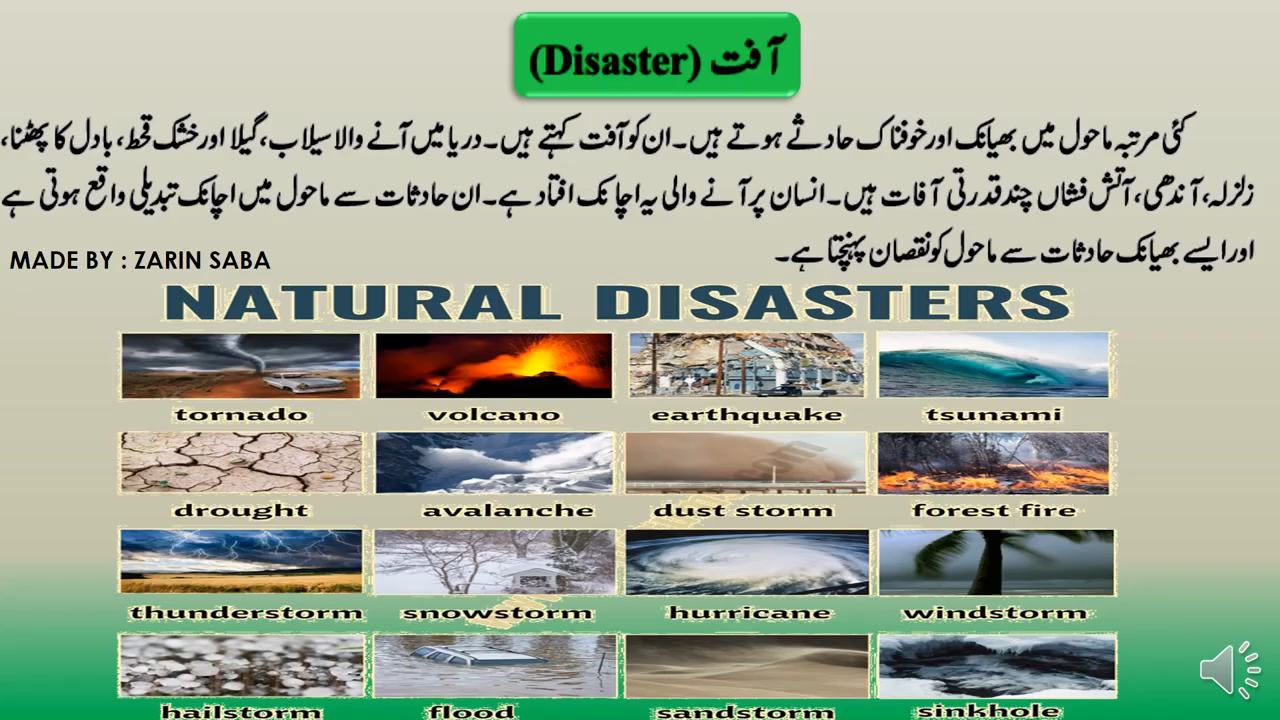 آفت (Disaster)
کئی مرتبہ ماحول میں بھیانک اور خوفناک حادثے ہوتے ہیں۔ ان کو آفت کہتے ہیں۔ دریا میں آنے والا سیلاب، گیلا اور خشک قحط، بادل کا پھٹنا،
زلزلہ، آندھی، آتش فشاں چند قدرتی آفات ہیں۔ انسان پر آنے والی یہ اچانک افتاد ہے۔ ان حادثات سے ماحول میں اچانک تبدیلی واقع ہوتی ہے
اور ایسے بھیانک حادثات سے ماحول کو نقصان پہنچتا ہے۔
MADE BY : ZARIN SABA
NATURAL DISASTERS
tornado volcano earthquake tsunami
drought avalanche dust storm forest fire
thunderstorm snowstorm hurricane windstorm
hailstorm flood sandstorm sinkhole